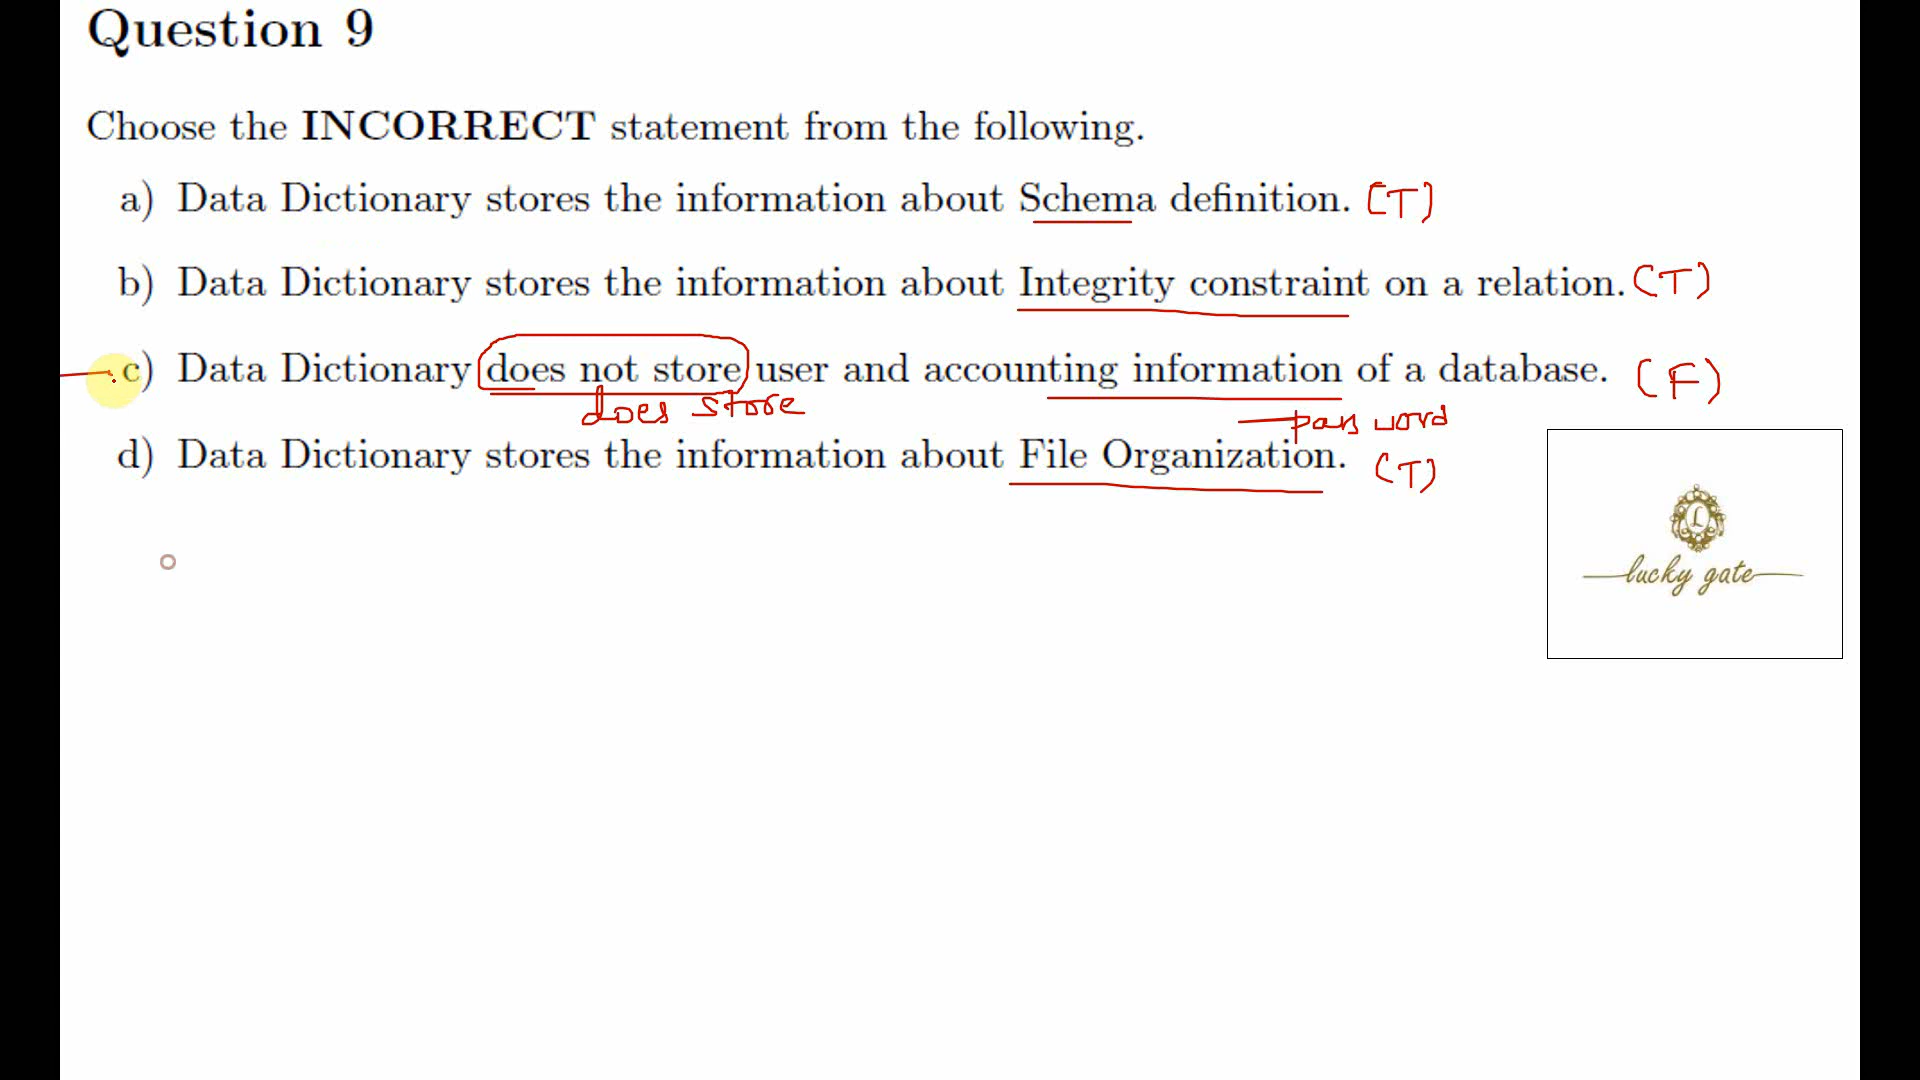 Question 9
Choose the INCORRECT statement from the following.
a) Data Dictionary stores the information about Schema definition. (T)
b) Data Dictionary stores the information about Integrity constraint on a relation. (T)
c) Data Dictionary does not store user and accounting information of a database. (F)
does store
password
d) Data Dictionary stores the information about File Organization. (T)
L
lucky gate